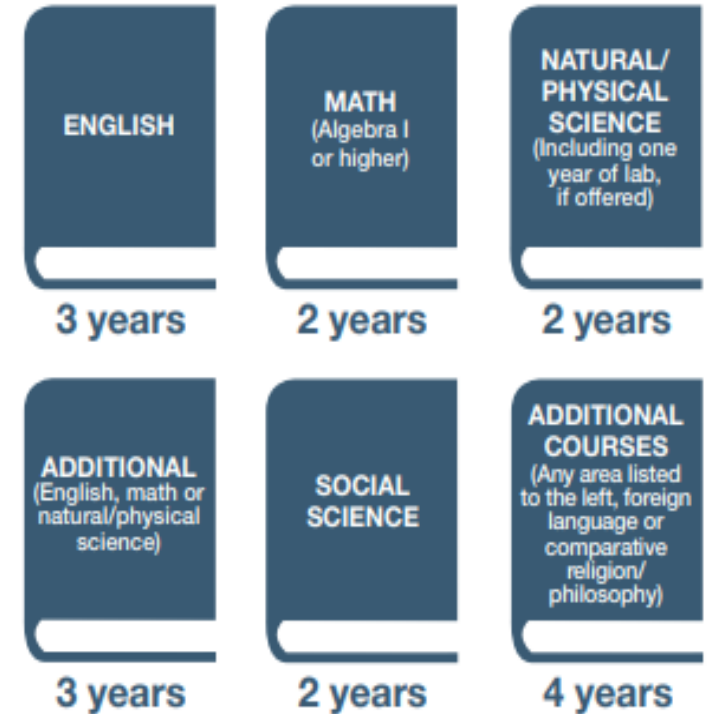 ENGLISH
3 years
MATH
(Algebra I
or higher)
2 years
NATURAL/
PHYSICAL
SCIENCE
(Including one
year of lab,
if offered)
2 years
ADDITIONAL
(English, math or
natural/physical
science)
3 years
SOCIAL
SCIENCE
2 years
ADDITIONAL
COURSES
(Any area listed
to the left, foreign
language or
comparative
religion/
philosophy)
4 years